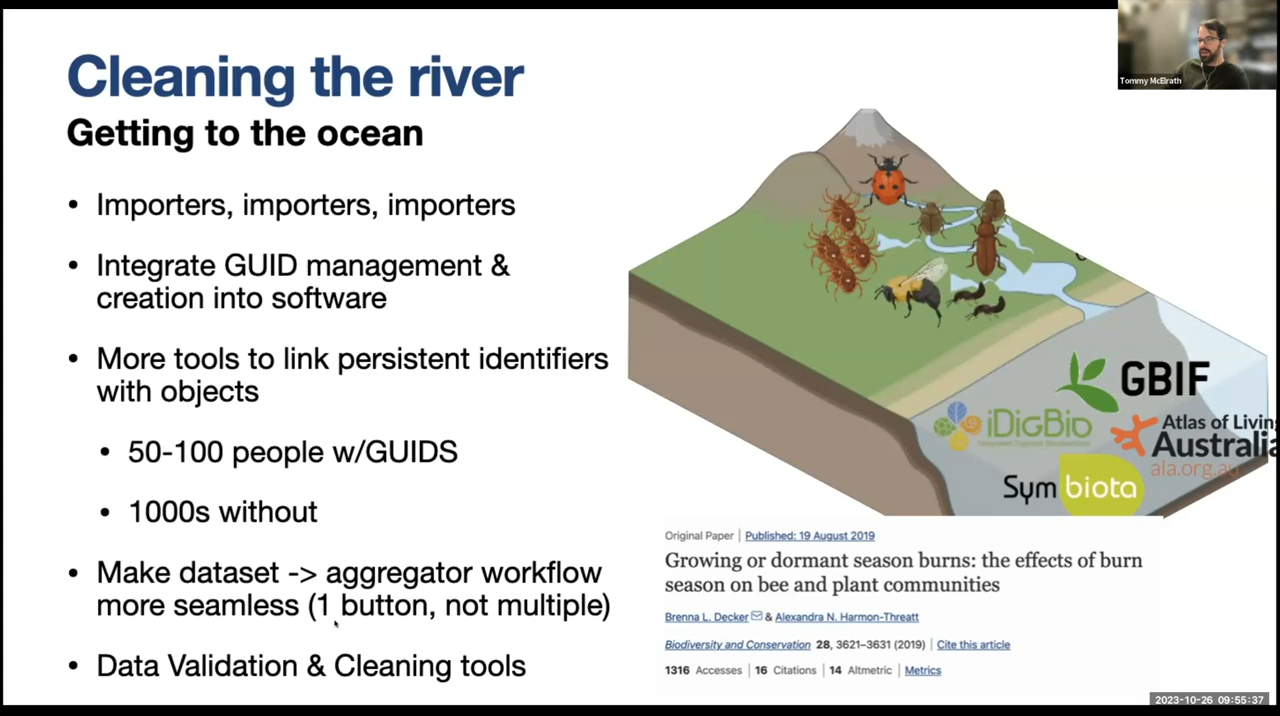 Cleaning the river
Getting to the ocean
• Importers, importers, importers
• Integrate GUID management &
creation into software
• More tools to link persistent identifiers
with objects
• 50-100 people w/GUIDS
• 1000s without
• Make dataset -> aggregator workflow
more seamless (1 button, not multiple)
• Data Validation & Cleaning tools
Tommy McElrath
GBIF
iDigBio
Atlas of Livin
Australia
ala.org.au
Symbiota
Original Paper | Published: 19 August 2019
Growing or dormant season burns: the effects of burn
season on bee and plant communities
Brenna L. Decker & Alexandra N. Harmon-Threatt
Biodiversity and Conservation 28, 3621–3631 (2019) | Cite this article
1316 Accesses | 16 Citations | 14 Altmetric | Metrics
2023-10-26 09:55:37